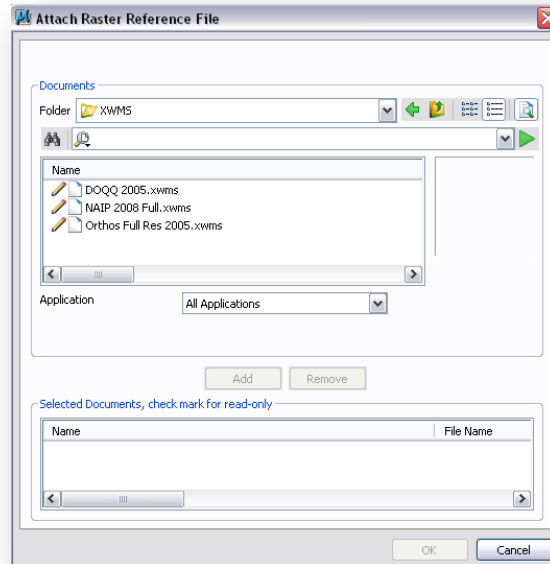 Attach Raster Reference File
Documents
Folder XWMS
Name
DOQQ 2005.xwms
NAIP 2008 Full.xwms
Orthos Full Res 2005.xwms
Application All Applications
Add Remove
Selected Documents, check mark for read-only
Name File Name
OK Cancel